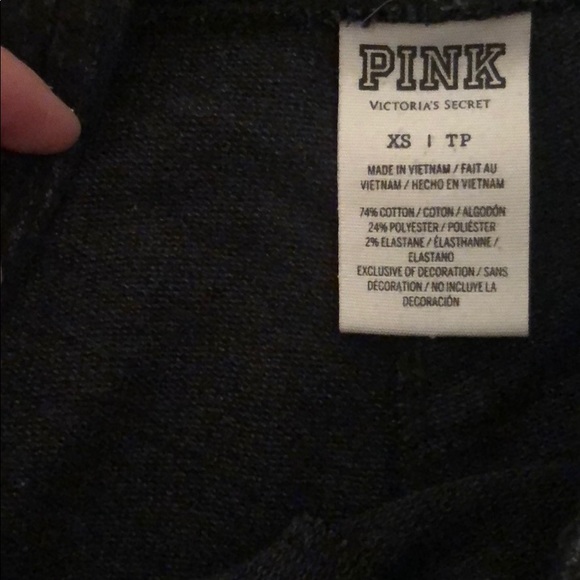 PINK
VICTORIA'S SECRET
XS | TP
MADE IN VIETNAM / FAIT AU
VIETNAM / HECHO EN VIETNAM
74% COTTON / COTON / ALGODÓN
24% POLYESTER / POLIÉSTER
2% ELASTANE / ÉLASTHANNE /
ELASTANO
EXCLUSIVE OF DECORATION / SANS
DÉCORATION / NO INCLUYE LA
DECORACIÓN